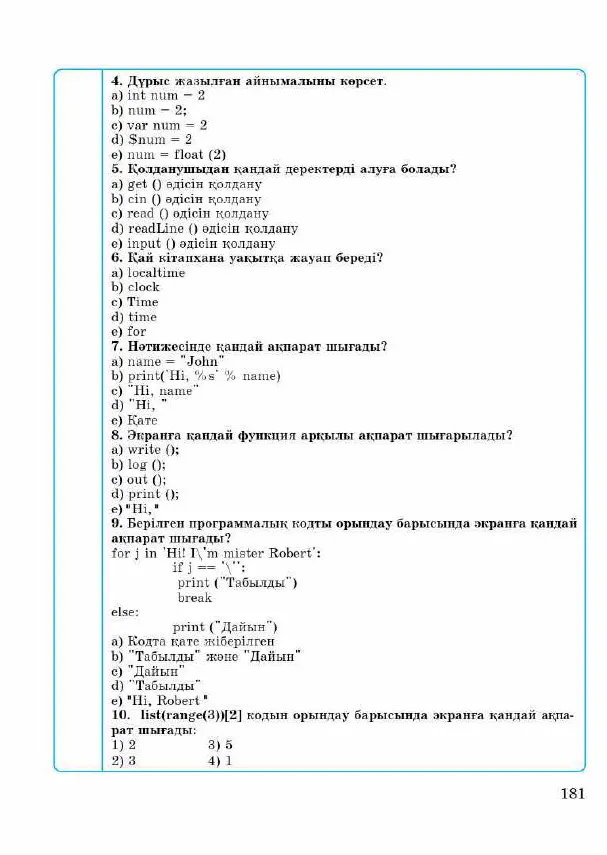 4. Дұрыс жазылған айнымалыны көрсет.
a) int num − 2
b) num − 2;
c) var num = 2
d) $num = 2
e) num = float (2)
5. Қолданушыдан қандай деректерді алуға болады?
a) get () әдісін қолдану
b) cin () әдісін қолдану
c) read () әдісін қолдану
d) readLine () әдісін қолдану
e) input () әдісін қолдану
6. Қай кітапхана уақытқа жауап береді?
a) localtime
b) clock
c) Time
d) time
e) for
7. Нәтижесінде қандай ақпарат шығады?
a) name = "John"
b) print(`Hi, %s` % name)
c) "Hi, name"
d) "Hi, "
e) Қате
8. Экранға қандай функция арқылы ақпарат шығарылады?
a) write ();
b) log ();
c) out ();
d) print ();
e) "Hi, "
9. Берілген программалық кодты орындау барысында экранға қандай
ақпарат шығады?
for j in 'Hi! I\'m mister Robert':
if j == '\'':
print ("Табылды")
break
else:
print ("Дайын")
a) Кодта қате жіберілген
b) "Табылды" және "Дайын"
c) "Дайын"
d) "Табылды"
e) "Hi, Robert "
10. list(range(3))[2] кодын орындау барысында экранға қандай ақпа-
рат шығады:
1) 2 3) 5
2) 3 4) 1
181